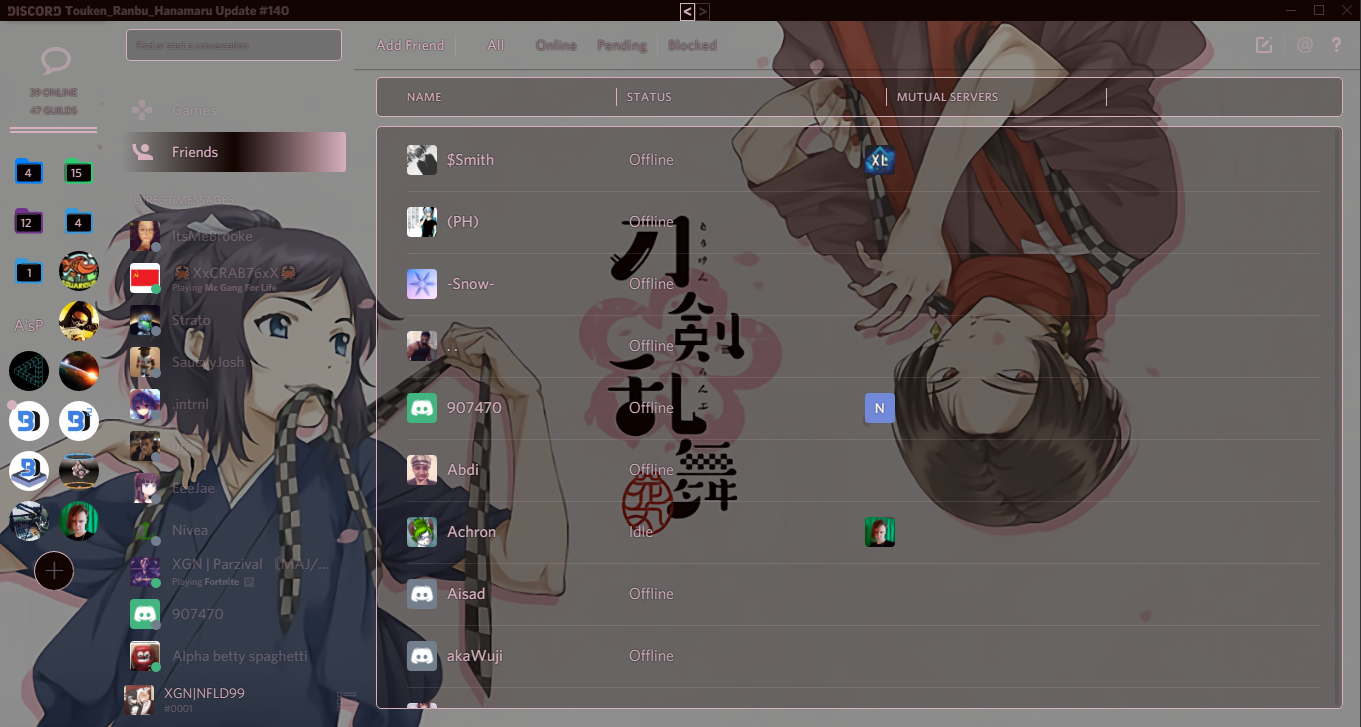 DISCORD Touken_Ranbu_Hanamaru Update #140
< >
Find or start a conversation
Add Friend All Online Pending Blocked
@ ?
39 ONLINE
47 GUILDS
Games
Friends
DIRECT MESSAGES
NAME STATUS MUTUAL SERVERS
4 15
12 4
1
A'sP
ItsMeBrooke
XxCRAB76xX
Playing Mc Gang For Life
Strato
SauceyJosh
.intrnl
EeeJae
Nivea
XGN | Parzival 〔MAJ/...
Playing Fortnite
907470
Alpha betty spaghetti
XGN|NFLD99
#0001
$Smith Offline XL
(PH) Offline
-Snow- Offline
. . Offline
907470 Offline N
Abdi Offline
Achron Idle
Aisad Offline
akaWuji Offline
刀剣乱舞
とうけん